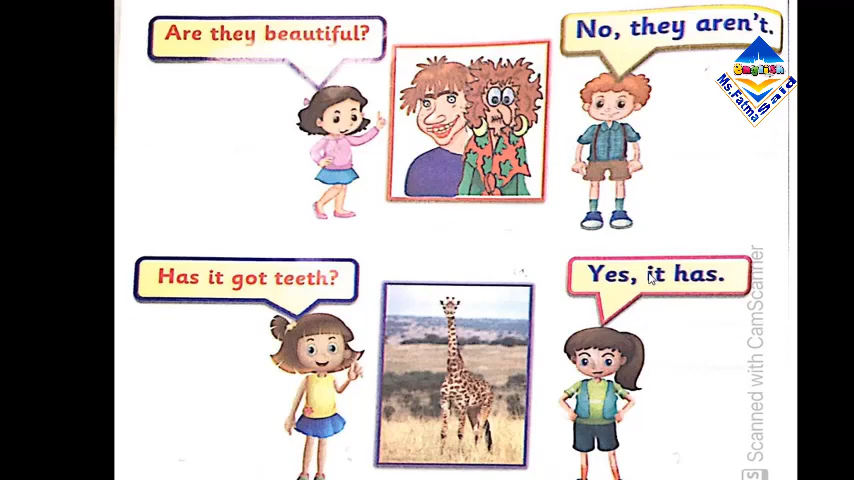 Are they beautiful?
No, they aren't.
English
Ms.Fatma Said
Has it got teeth?
Yes, it has.
Scanned with CamScanner